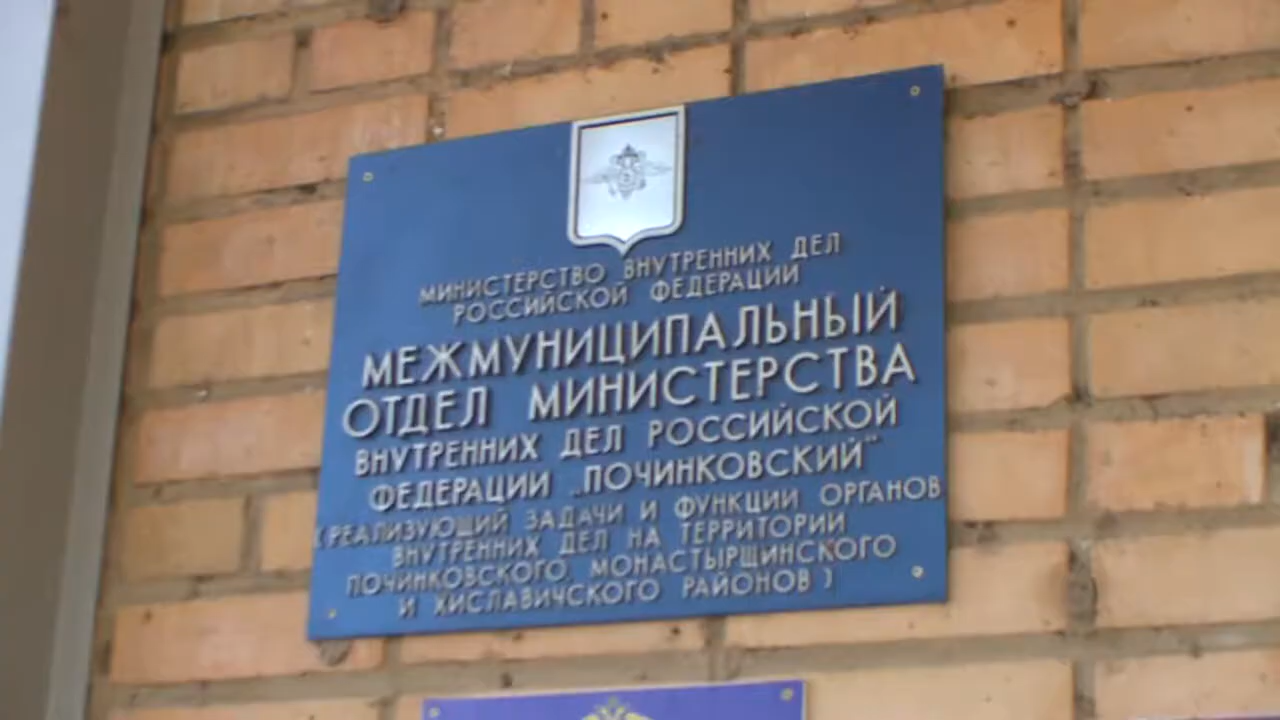 МИНИСТЕРСТВО ВНУТРЕННИХ ДЕЛ
РОССИЙСКОЙ ФЕДЕРАЦИИ
МЕЖМУНИЦИПАЛЬНЫЙ
ОТДЕЛ МИНИСТЕРСТВА
ВНУТРЕННИХ ДЕЛ РОССИЙСКОЙ
ФЕДЕРАЦИИ „ПОЧИНКОВСКИЙ"
(РЕАЛИЗУЮЩИЙ ЗАДАЧИ И ФУНКЦИИ ОРГАНОВ
ВНУТРЕННИХ ДЕЛ НА ТЕРРИТОРИИ
ПОЧИНКОВСКОГО, МОНАСТЫРЩИНСКОГО
И ХИСЛАВИЧСКОГО РАЙОНОВ)